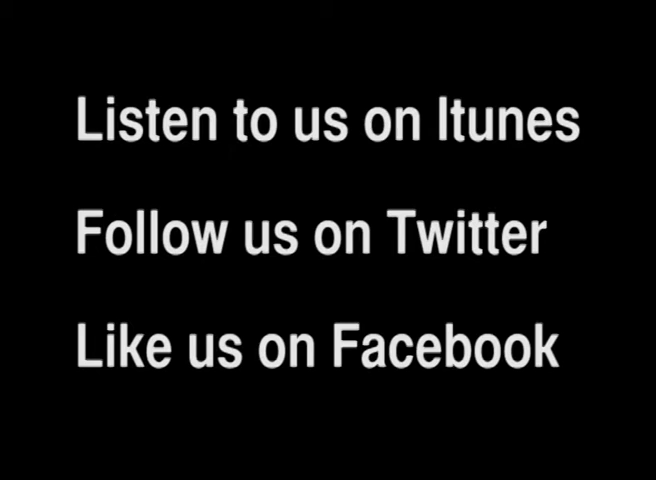 Listen to us on Itunes
Follow us on Twitter
Like us on Facebook